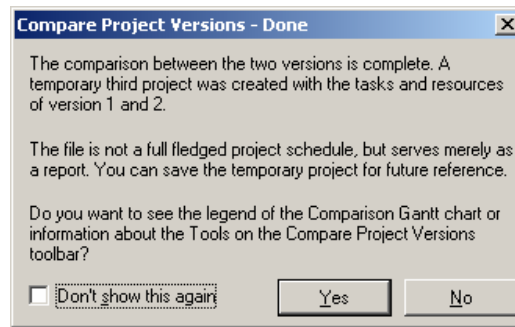 Compare Project Versions - Done
The comparison between the two versions is complete. A
temporary third project was created with the tasks and resources
of version 1 and 2.
The file is not a full fledged project schedule, but serves merely as
a report. You can save the temporary project for future reference.
Do you want to see the legend of the Comparison Gantt chart or
information about the Tools on the Compare Project Versions
toolbar?
Don't show this again
Yes
No